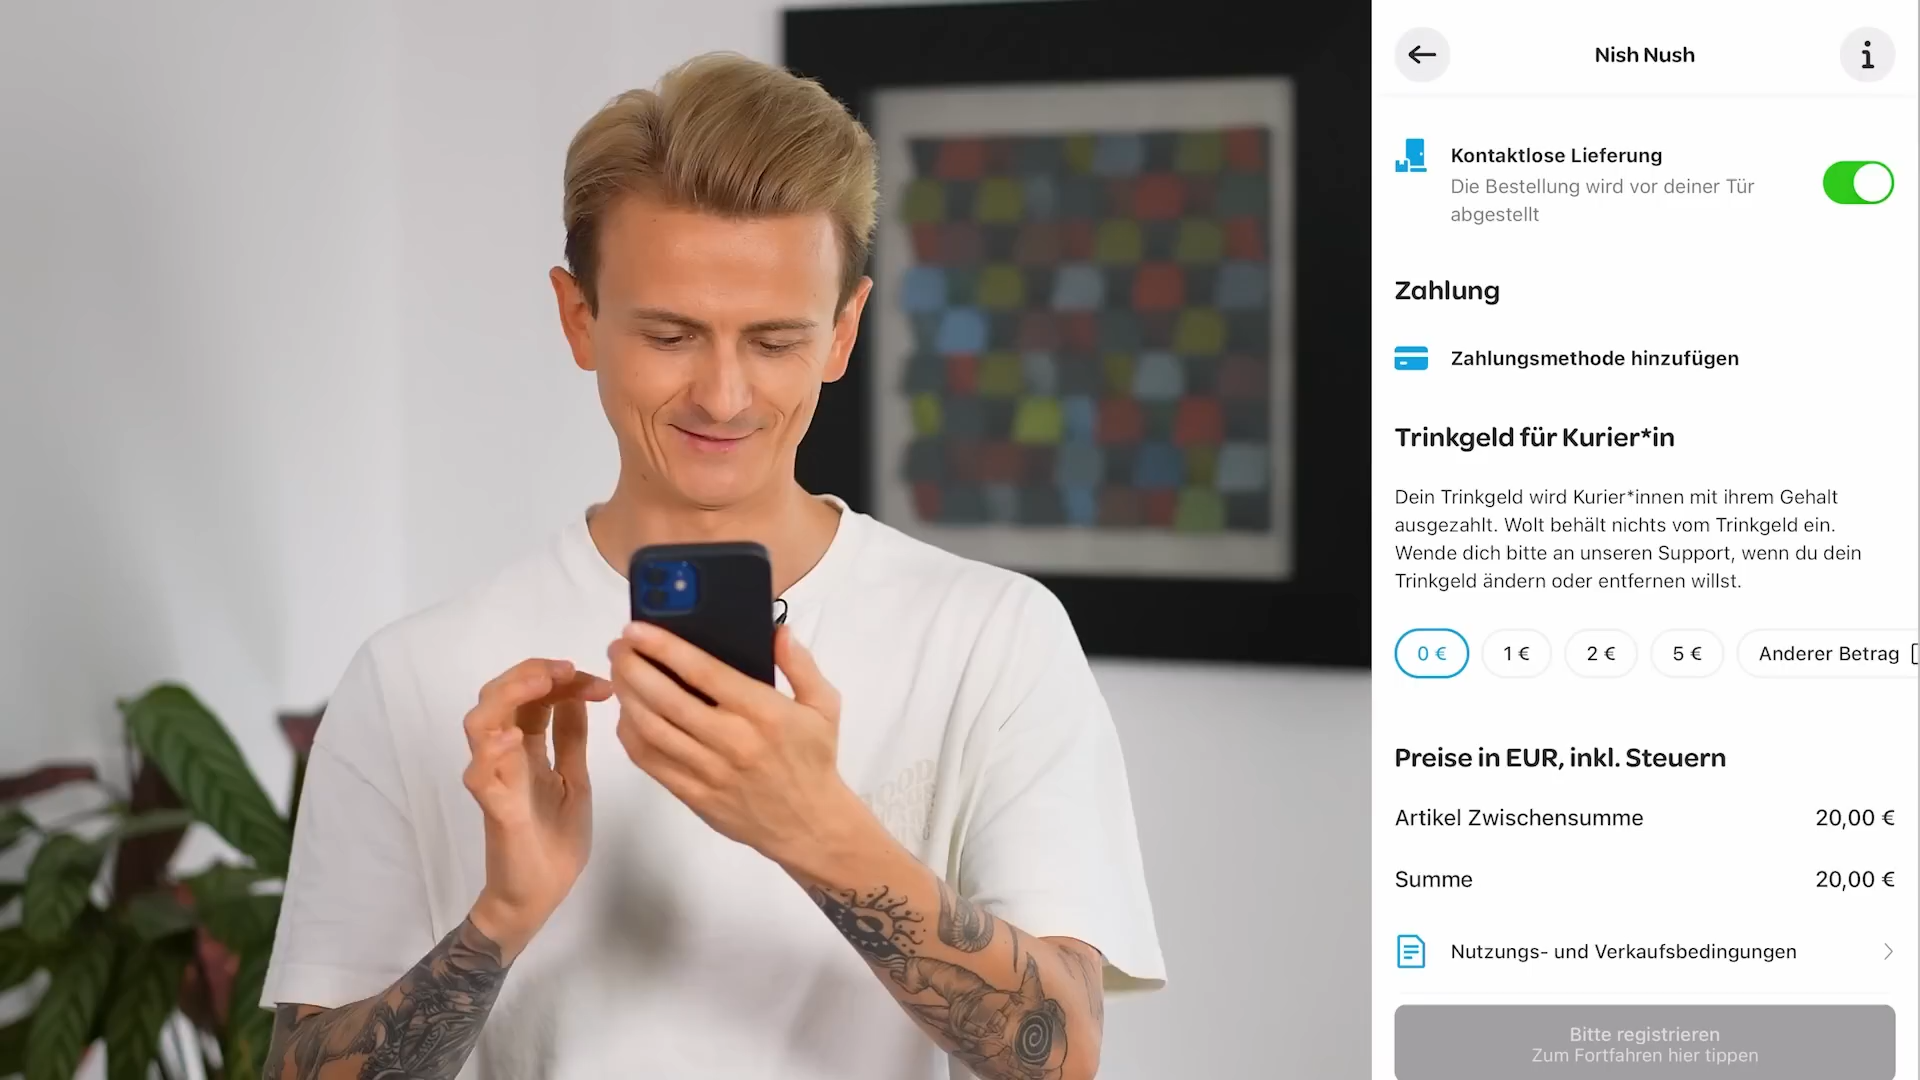 Nish Nush
Kontaktlose Lieferung
Die Bestellung wird vor deiner Tür
abgestellt
Zahlung
Zahlungsmethode hinzufügen
Trinkgeld für Kurier*in
Dein Trinkgeld wird Kurier*innen mit ihrem Gehalt
ausgezahlt. Wolt behält nichts vom Trinkgeld ein.
Wende dich bitte an unseren Support, wenn du dein
Trinkgeld ändern oder entfernen willst.
0 € 1 € 2 € 5 € Anderer Betrag
Preise in EUR, inkl. Steuern
Artikel Zwischensumme 20,00 €
Summe 20,00 €
Nutzungs- und Verkaufsbedingungen
Bitte registrieren
Zum Fortfahren hier tippen